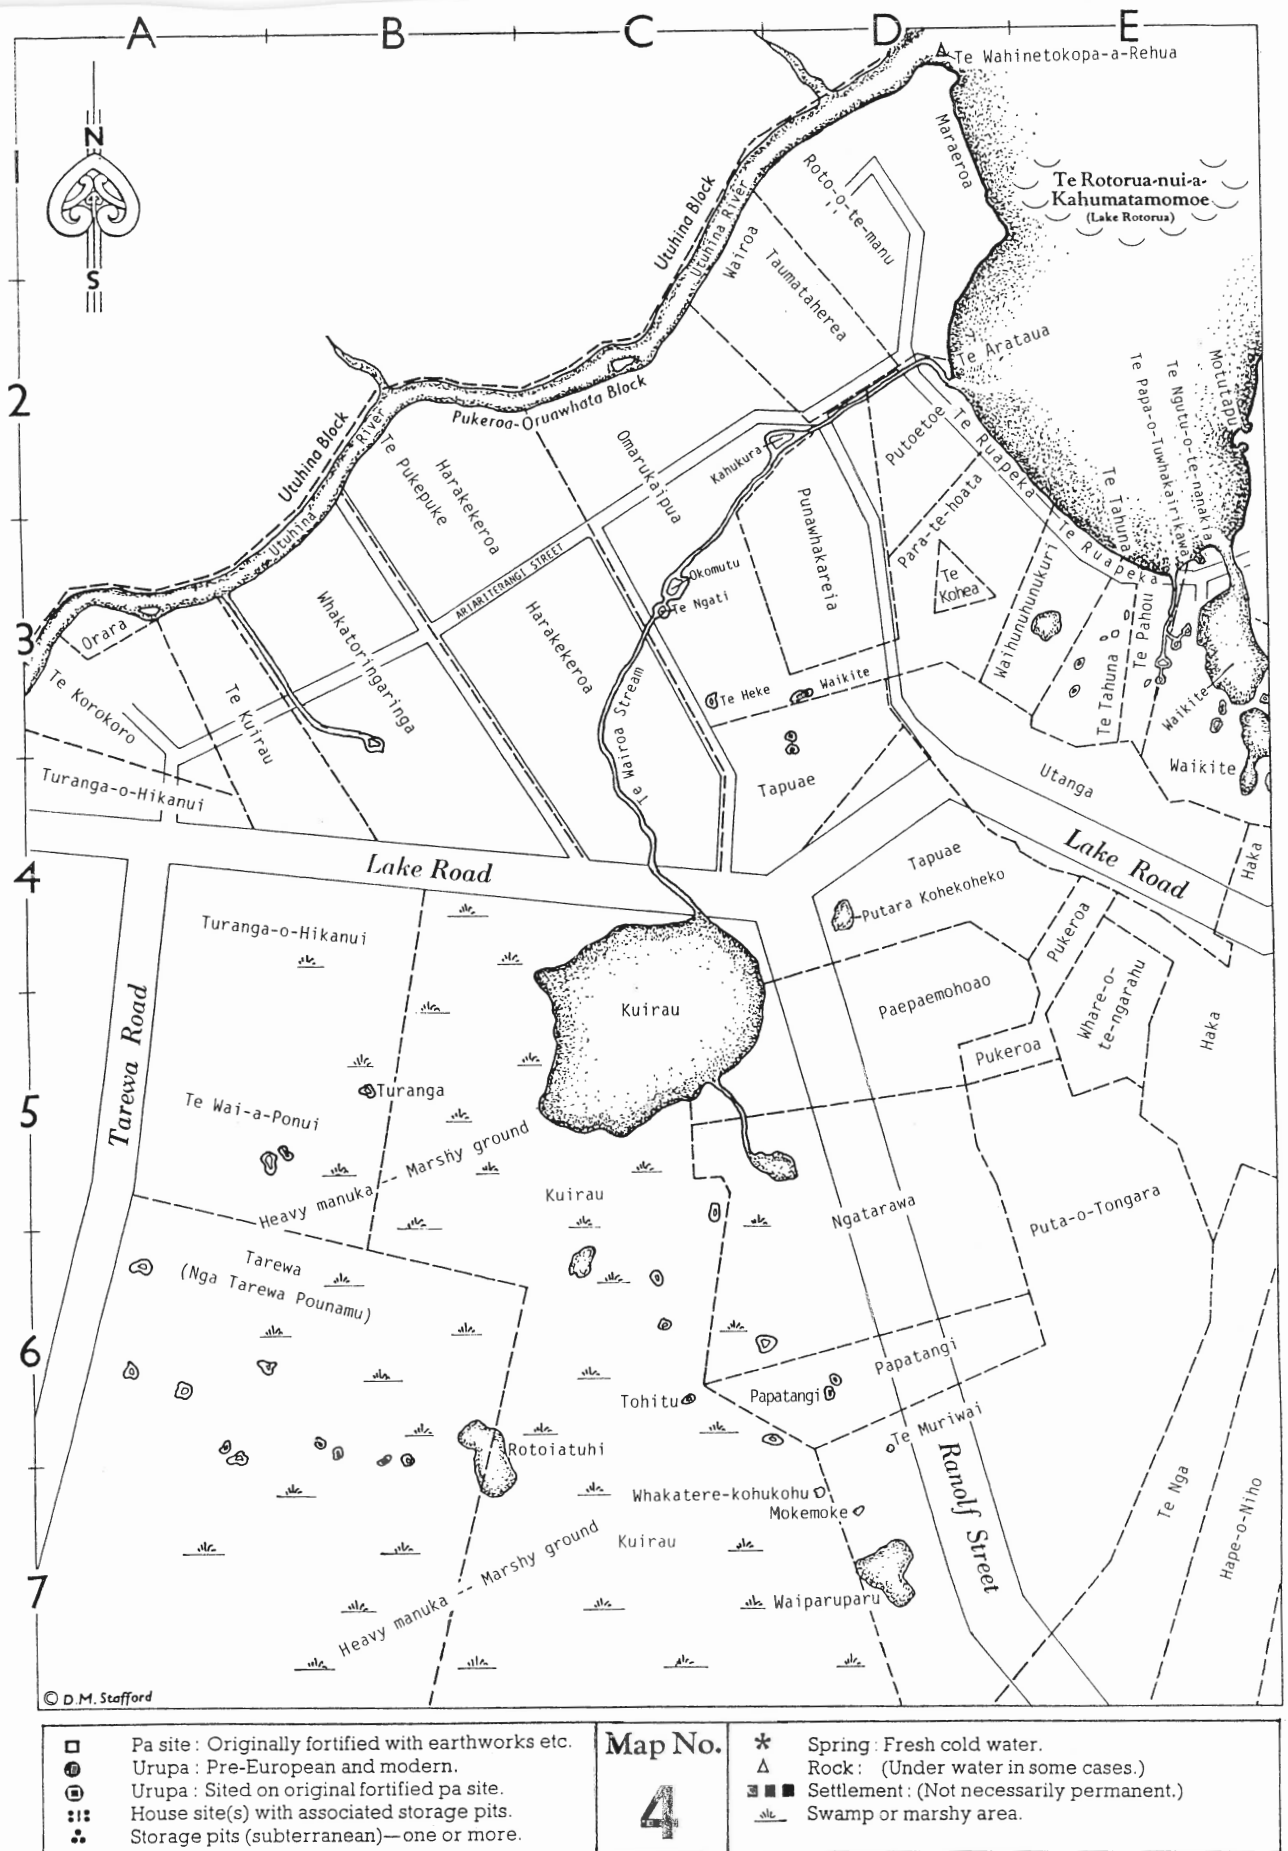 A B C D E
Te Wahinetokopa-a-Rehua
N
S
1
2
3
4
5
6
7
Maraeroa
Roto-o-te-manu
Te Rotorua-nui-a-
Kahumatamomoe
(Lake Rotorua)
Utuhina Block
Utuhina River
Wairoa
Taumataherea
Te Arataua
Motutapu
Te Ngutu-o-te-nanakia
Te Papa-o-Tuwhakairikawa
Pukeroa-Oruawhata Block
Utuhina Block
River
Utuhina
Te Pukepuke
Harakekeroa
Omarukaipua
Kahukura
Putoetoe
Te Ruapeka
Te Tahuna
Te Ruapeka
Punawhakareia
Para-te-hoata
Te
Kohea
Waihunuhunukuri
ARIARITERANGI STREET
Okomutu
Te Ngati
Whakatoringaringa
Harakekeroa
Orara
Te Korokoro
Te Kuirau
Te Wairoa Stream
Te Heke
Waikite
Te Pahou
Te Tahuna
Waikite
Waikite
Turanga-o-Hikanui
Tapuae
Utanga
Lake Road
Lake Road
Haka
Tapuae
Putara Kohekoheko
Turanga-o-Hikanui
Pukeroa
Kuirau
Paepaemohoao
Whare-o-
te-ngarahu
Haka
Pukeroa
Tarewa Road
Turanga
Te Wai-a-Ponui
Heavy manuka -- Marshy ground
Kuirau
Ngatarawa
Puta-o-Tongara
Tarewa
(Nga Tarewa Pounamu)
Papatangi
Papatangi
Tohitu
Te Muriwai
Rotoiatuhi
Whakatere-kohukohu
Mokemoke
Ranolf Street
Te Nga
Hape-o-Niho
Kuirau
Heavy manuka -- Marshy ground
Waiparuparu
© D.M. Stafford
Pa site : Originally fortified with earthworks etc.
Urupa : Pre-European and modern.
Urupa : Sited on original fortified pa site.
House site(s) with associated storage pits.
Storage pits (subterranean)—one or more.
Map No.
4
Spring : Fresh cold water.
Rock : (Under water in some cases.)
Settlement : (Not necessarily permanent.)
Swamp or marshy area.